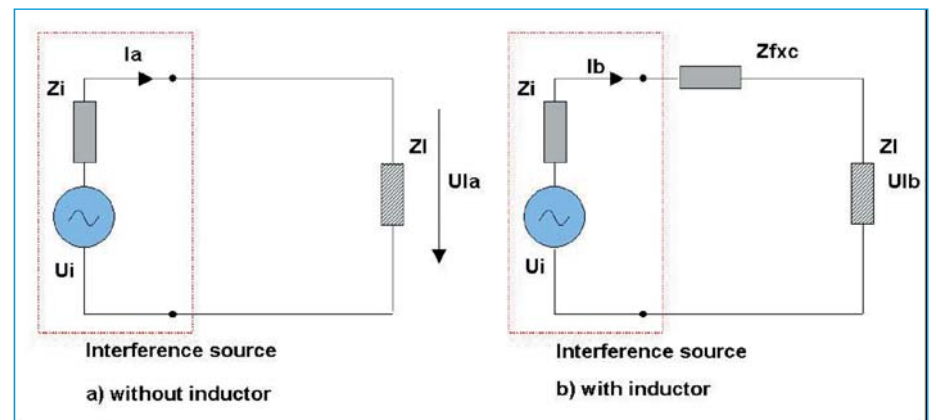 Ia
Zi
Zl
Ula
Ui
Interference source
a) without inductor
Zfxc
Ib
Zi
Zl
Ulb
Ui
Interference source
b) with inductor